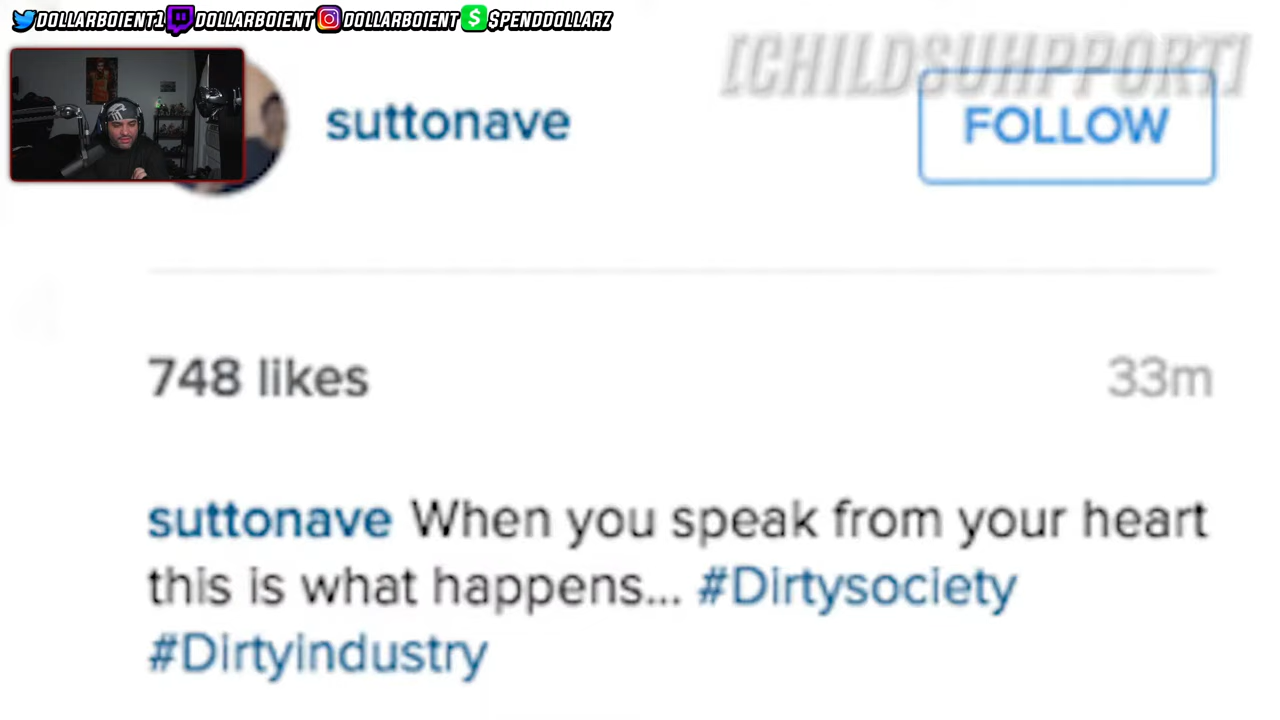 DOLLARBOIENT1 DOLLARBOIENT DOLLARBOIENT $PENDDOLLARZ
[CHILDSUHPPORT]
suttonave
FOLLOW
748 likes
33m
suttonave When you speak from your heart
this is what happens... #Dirtysociety
#Dirtyindustry